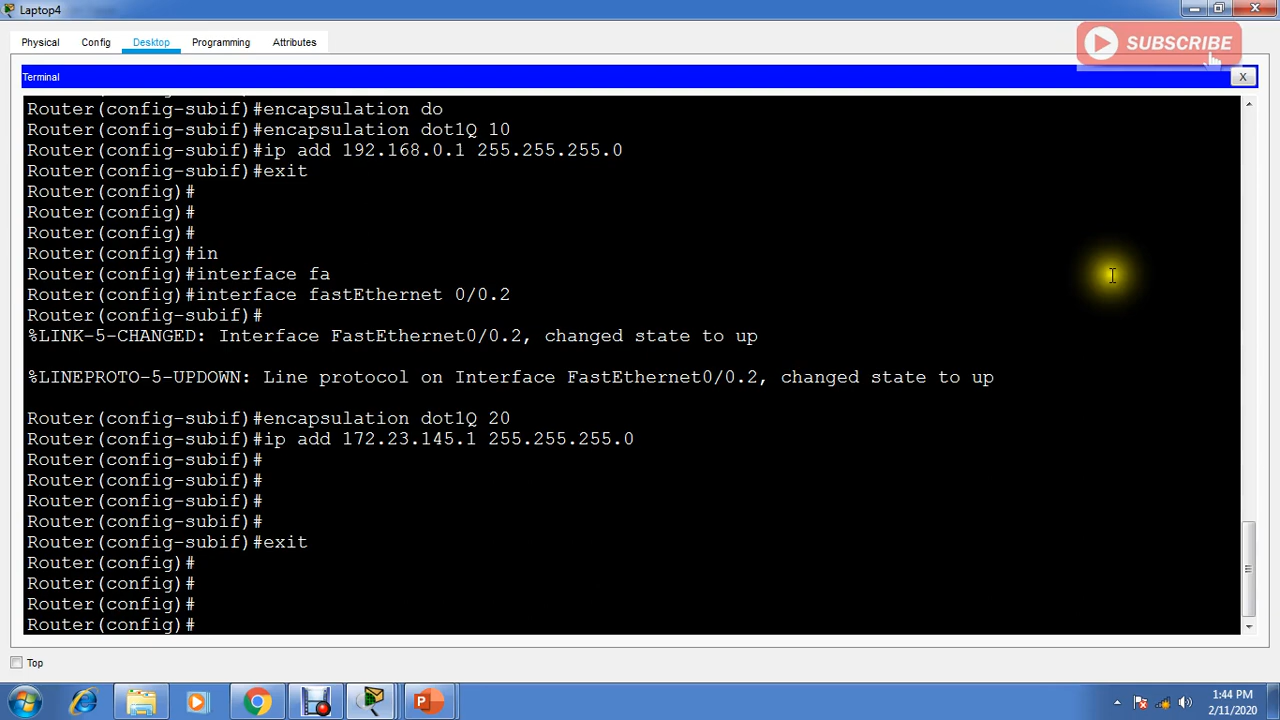 Laptop4
Physical Config Desktop Programming Attributes
SUBSCRIBE
Terminal
X
Router(config-subif)#encapsulation do
Router(config-subif)#encapsulation dot1Q 10
Router(config-subif)#ip add 192.168.0.1 255.255.255.0
Router(config-subif)#exit
Router(config)#
Router(config)#
Router(config)#
Router(config)#in
Router(config)#interface fa
Router(config)#interface fastEthernet 0/0.2
Router(config-subif)#
%LINK-5-CHANGED: Interface FastEthernet0/0.2, changed state to up
%LINEPROTO-5-UPDOWN: Line protocol on Interface FastEthernet0/0.2, changed state to up
Router(config-subif)#encapsulation dot1Q 20
Router(config-subif)#ip add 172.23.145.1 255.255.255.0
Router(config-subif)#
Router(config-subif)#
Router(config-subif)#
Router(config-subif)#
Router(config-subif)#exit
Router(config)#
Router(config)#
Router(config)#
Router(config)#
Top
1:44 PM
2/11/2020